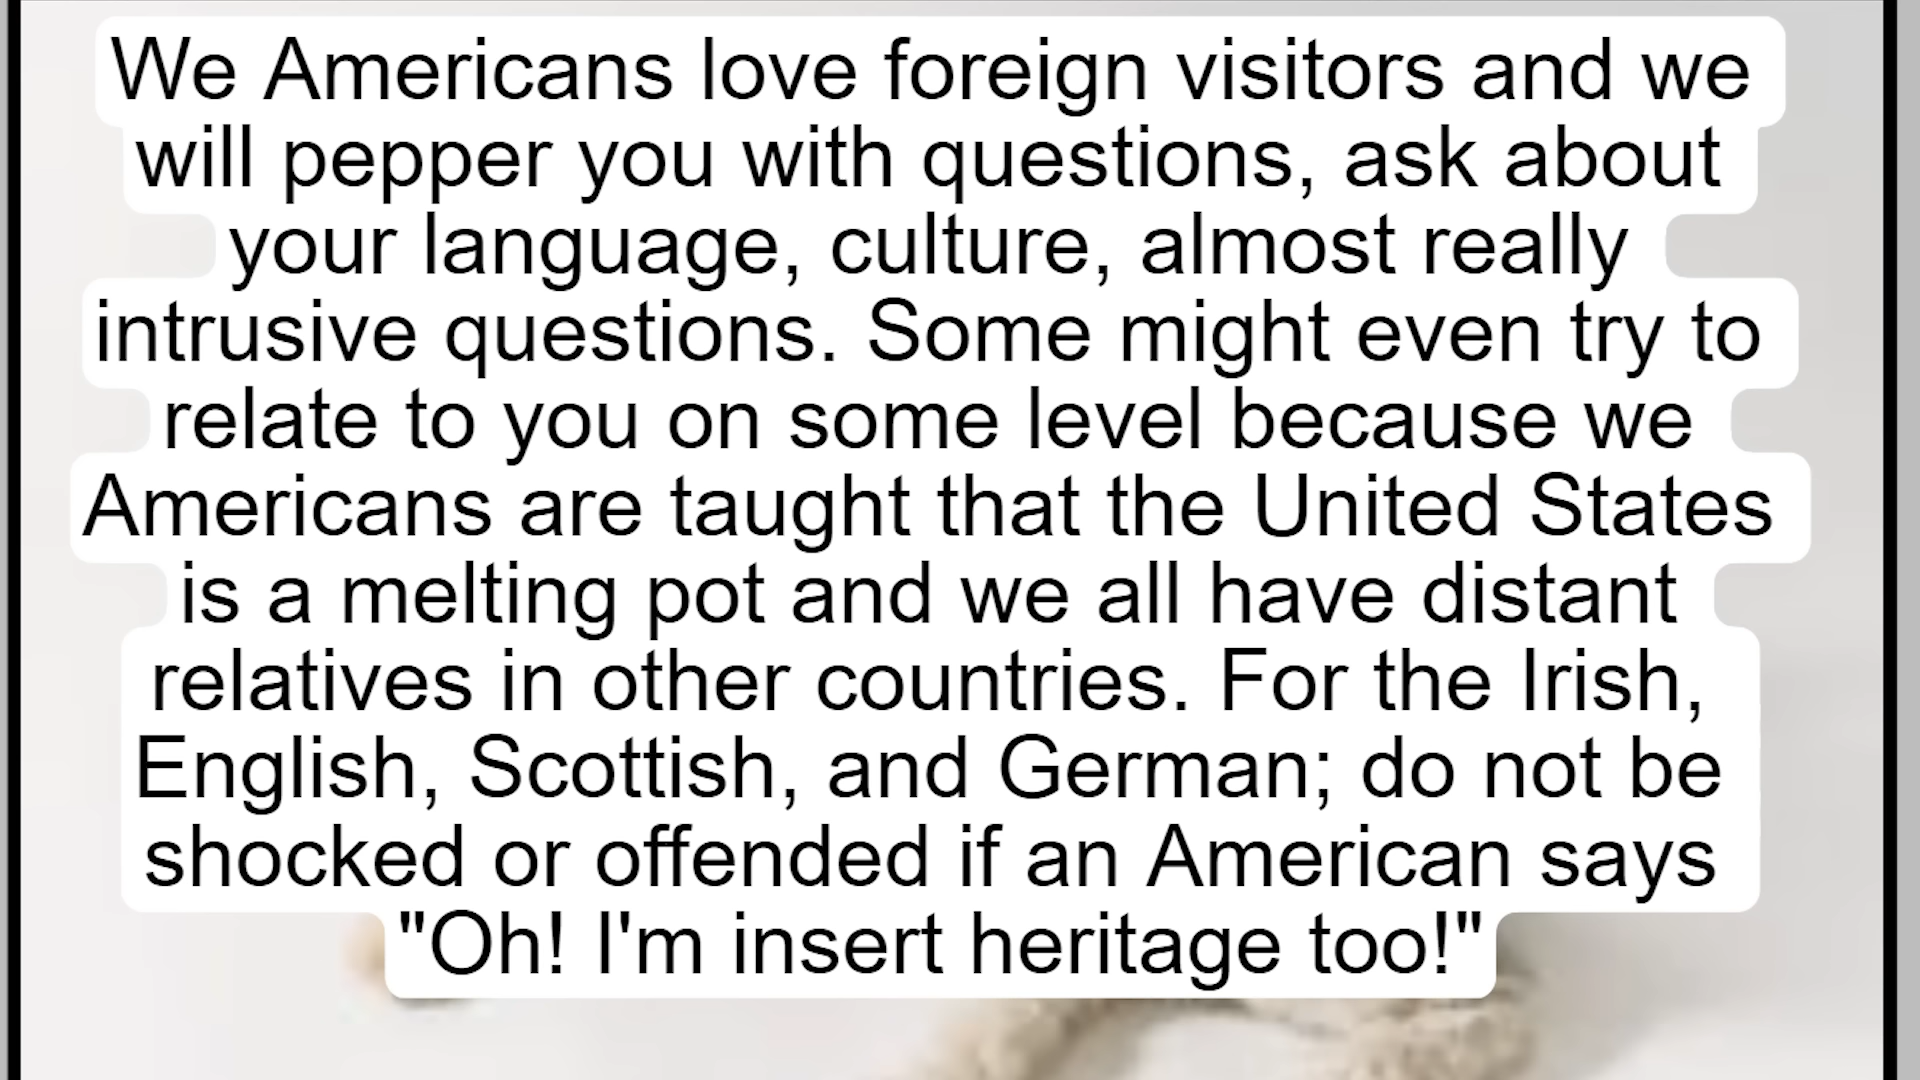 We Americans love foreign visitors and we
will pepper you with questions, ask about
your language, culture, almost really
intrusive questions. Some might even try to
relate to you on some level because we
Americans are taught that the United States
is a melting pot and we all have distant
relatives in other countries. For the Irish,
English, Scottish, and German; do not be
shocked or offended if an American says
"Oh! I'm insert heritage too!"